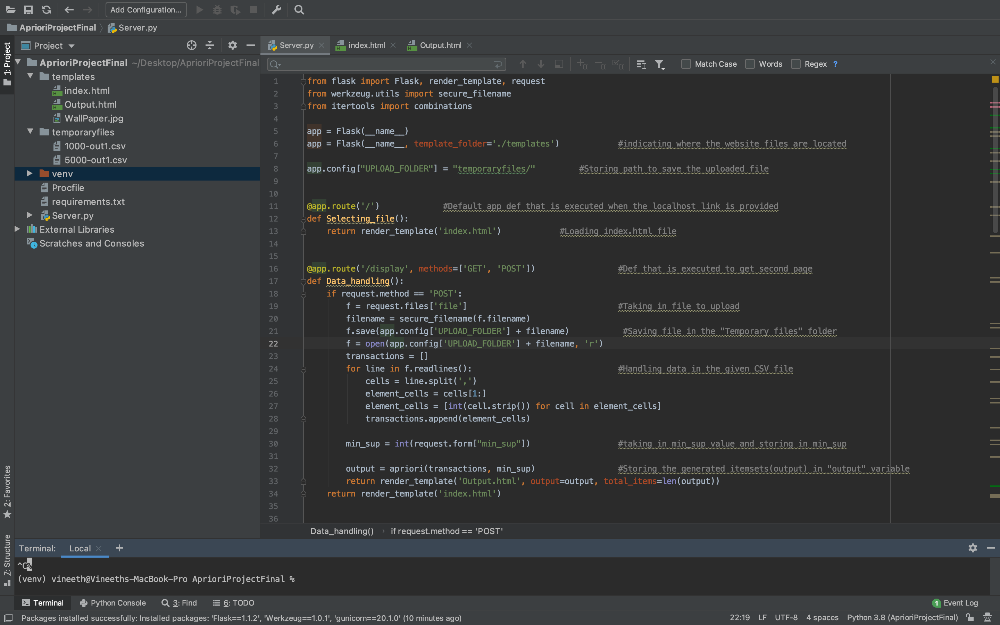 Add Configuration...
AprioriProjectFinal
Server.py
1: Project
Project
AprioriProjectFinal ~/Desktop/AprioriProjectFinal
templates
index.html
Output.html
WallPaper.jpg
temporaryfiles
1000-out1.csv
5000-out1.csv
venv
Procfile
requirements.txt
Server.py
External Libraries
Scratches and Consoles
2: Favorites
Z: Structure
Server.py
index.html
Output.html
Match Case
Words
Regex
?
1 from flask import Flask, render_template, request
2 from werkzeug.utils import secure_filename
3 from itertools import combinations
4
5 app = Flask(__name__)
6 app = Flask(__name__, template_folder='./templates') #indicating where the website files are located
7
8 app.config["UPLOAD_FOLDER"] = "temporaryfiles/" #Storing path to save the uploaded file
9
10
11 @app.route('/') #Default app def that is executed when the localhost link is provided
12 def Selecting_file():
13 return render_template('index.html') #Loading index.html file
14
15
16 @app.route('/display', methods=['GET', 'POST']) #Def that is executed to get second page
17 def Data_handling():
18 if request.method == 'POST':
19 f = request.files['file'] #Taking in file to upload
20 filename = secure_filename(f.filename)
21 f.save(app.config['UPLOAD_FOLDER'] + filename) #Saving file in the "Temporary files" folder
22 f = open(app.config['UPLOAD_FOLDER'] + filename, 'r')
23 transactions = []
24 for line in f.readlines(): #Handling data in the given CSV file
25 cells = line.split(',')
26 element_cells = cells[1:]
27 element_cells = [int(cell.strip()) for cell in element_cells]
28 transactions.append(element_cells)
29
30 min_sup = int(request.form["min_sup"]) #taking in min_sup value and storing in min_sup
31
32 output = apriori(transactions, min_sup) #Storing the generated itemsets(output) in "output" variable
33 return render_template('Output.html', output=output, total_items=len(output))
34 return render_template('index.html')
35
36
Data_handling() › if request.method == 'POST'
Terminal: Local +
^C%
(venv) vineeth@Vineeths-MacBook-Pro AprioriProjectFinal %
Terminal
Python Console
3: Find
6: TODO
1 Event Log
Packages installed successfully: Installed packages: 'Flask==1.1.2', 'Werkzeug==1.0.1', 'gunicorn==20.1.0' (10 minutes ago)
22:19 LF UTF-8 4 spaces Python 3.8 (AprioriProjectFinal)